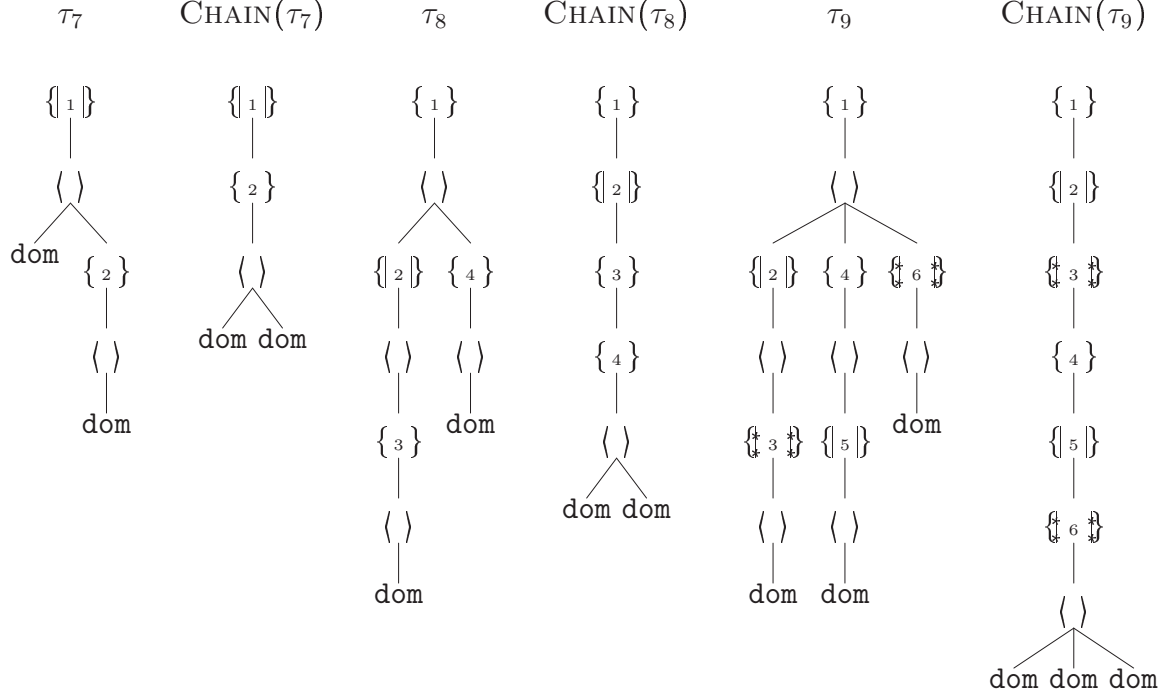 τ7 CHAIN(τ7) τ8 CHAIN(τ8) τ9 CHAIN(τ9)
{| 1 |} {| 1 |} { 1 } { 1 } { 1 } { 1 }
⟨ ⟩ { 2 } ⟨ ⟩ {| 2 |} ⟨ ⟩ {| 2 |}
dom { 2 } ⟨ ⟩ {| 2 |} { 4 } { 3 } {| 2 |} { 4 } {|* 6 *|} {|* 3 *|}
dom dom
⟨ ⟩ ⟨ ⟩ ⟨ ⟩ { 4 } ⟨ ⟩ ⟨ ⟩ ⟨ ⟩ { 4 }
dom dom dom
{ 3 } ⟨ ⟩ {|* 3 *|} {| 5 |} {| 5 |}
dom dom
⟨ ⟩ ⟨ ⟩ ⟨ ⟩ {|* 6 *|}
dom dom dom
⟨ ⟩
dom dom dom